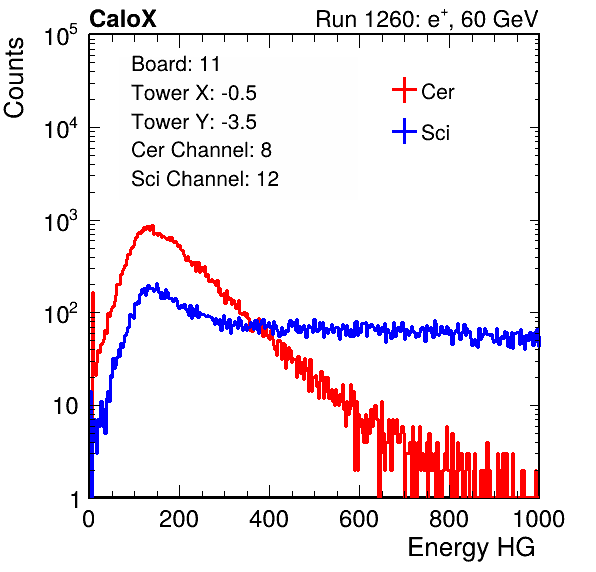 CaloX Run 1260: e⁺, 60 GeV
Counts
Board: 11
Tower X: -0.5
Tower Y: -3.5
Cer Channel: 8
Sci Channel: 12
Cer
Sci
10⁵
10⁴
10³
10²
10
1
0 200 400 600 800 1000
Energy HG